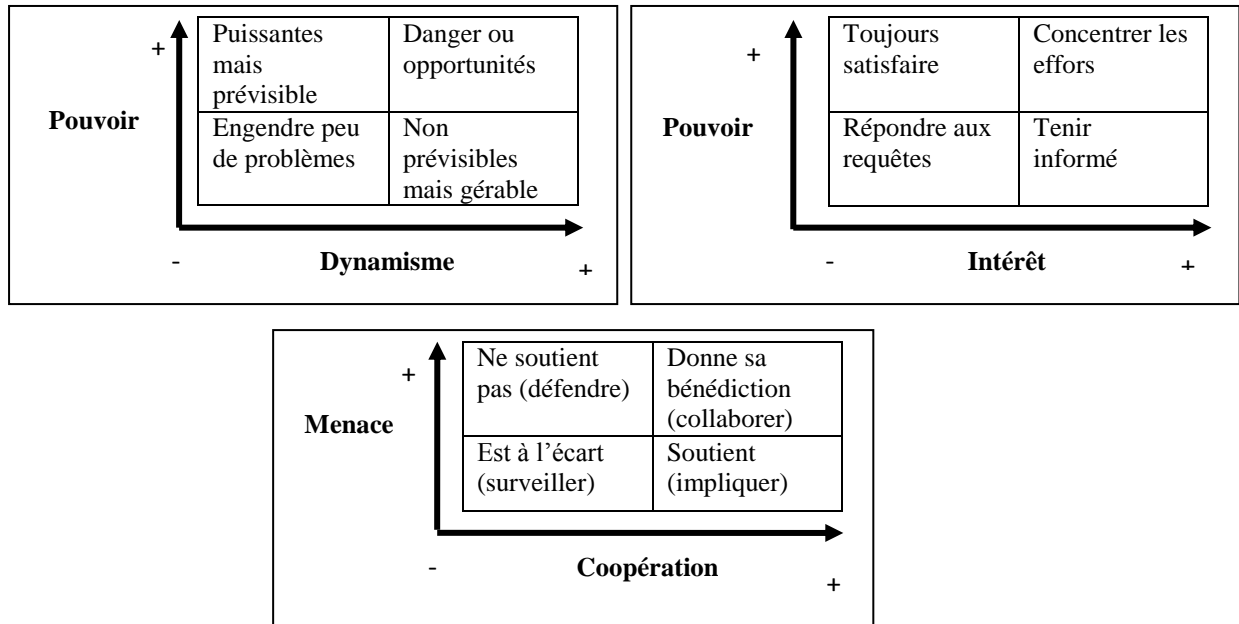 +
Pouvoir
Puissantes
mais
prévisible
Danger ou
opportunités
Engendre peu
de problèmes
Non
prévisibles
mais gérable
-
Dynamisme
+
+
Pouvoir
Toujours
satisfaire
Concentrer les
effors
Répondre aux
requêtes
Tenir
informé
-
Intérêt
+
+
Menace
Ne soutient
pas (défendre)
Donne sa
bénédiction
(collaborer)
Est à l’écart
(surveiller)
Soutient
(impliquer)
-
Coopération
+